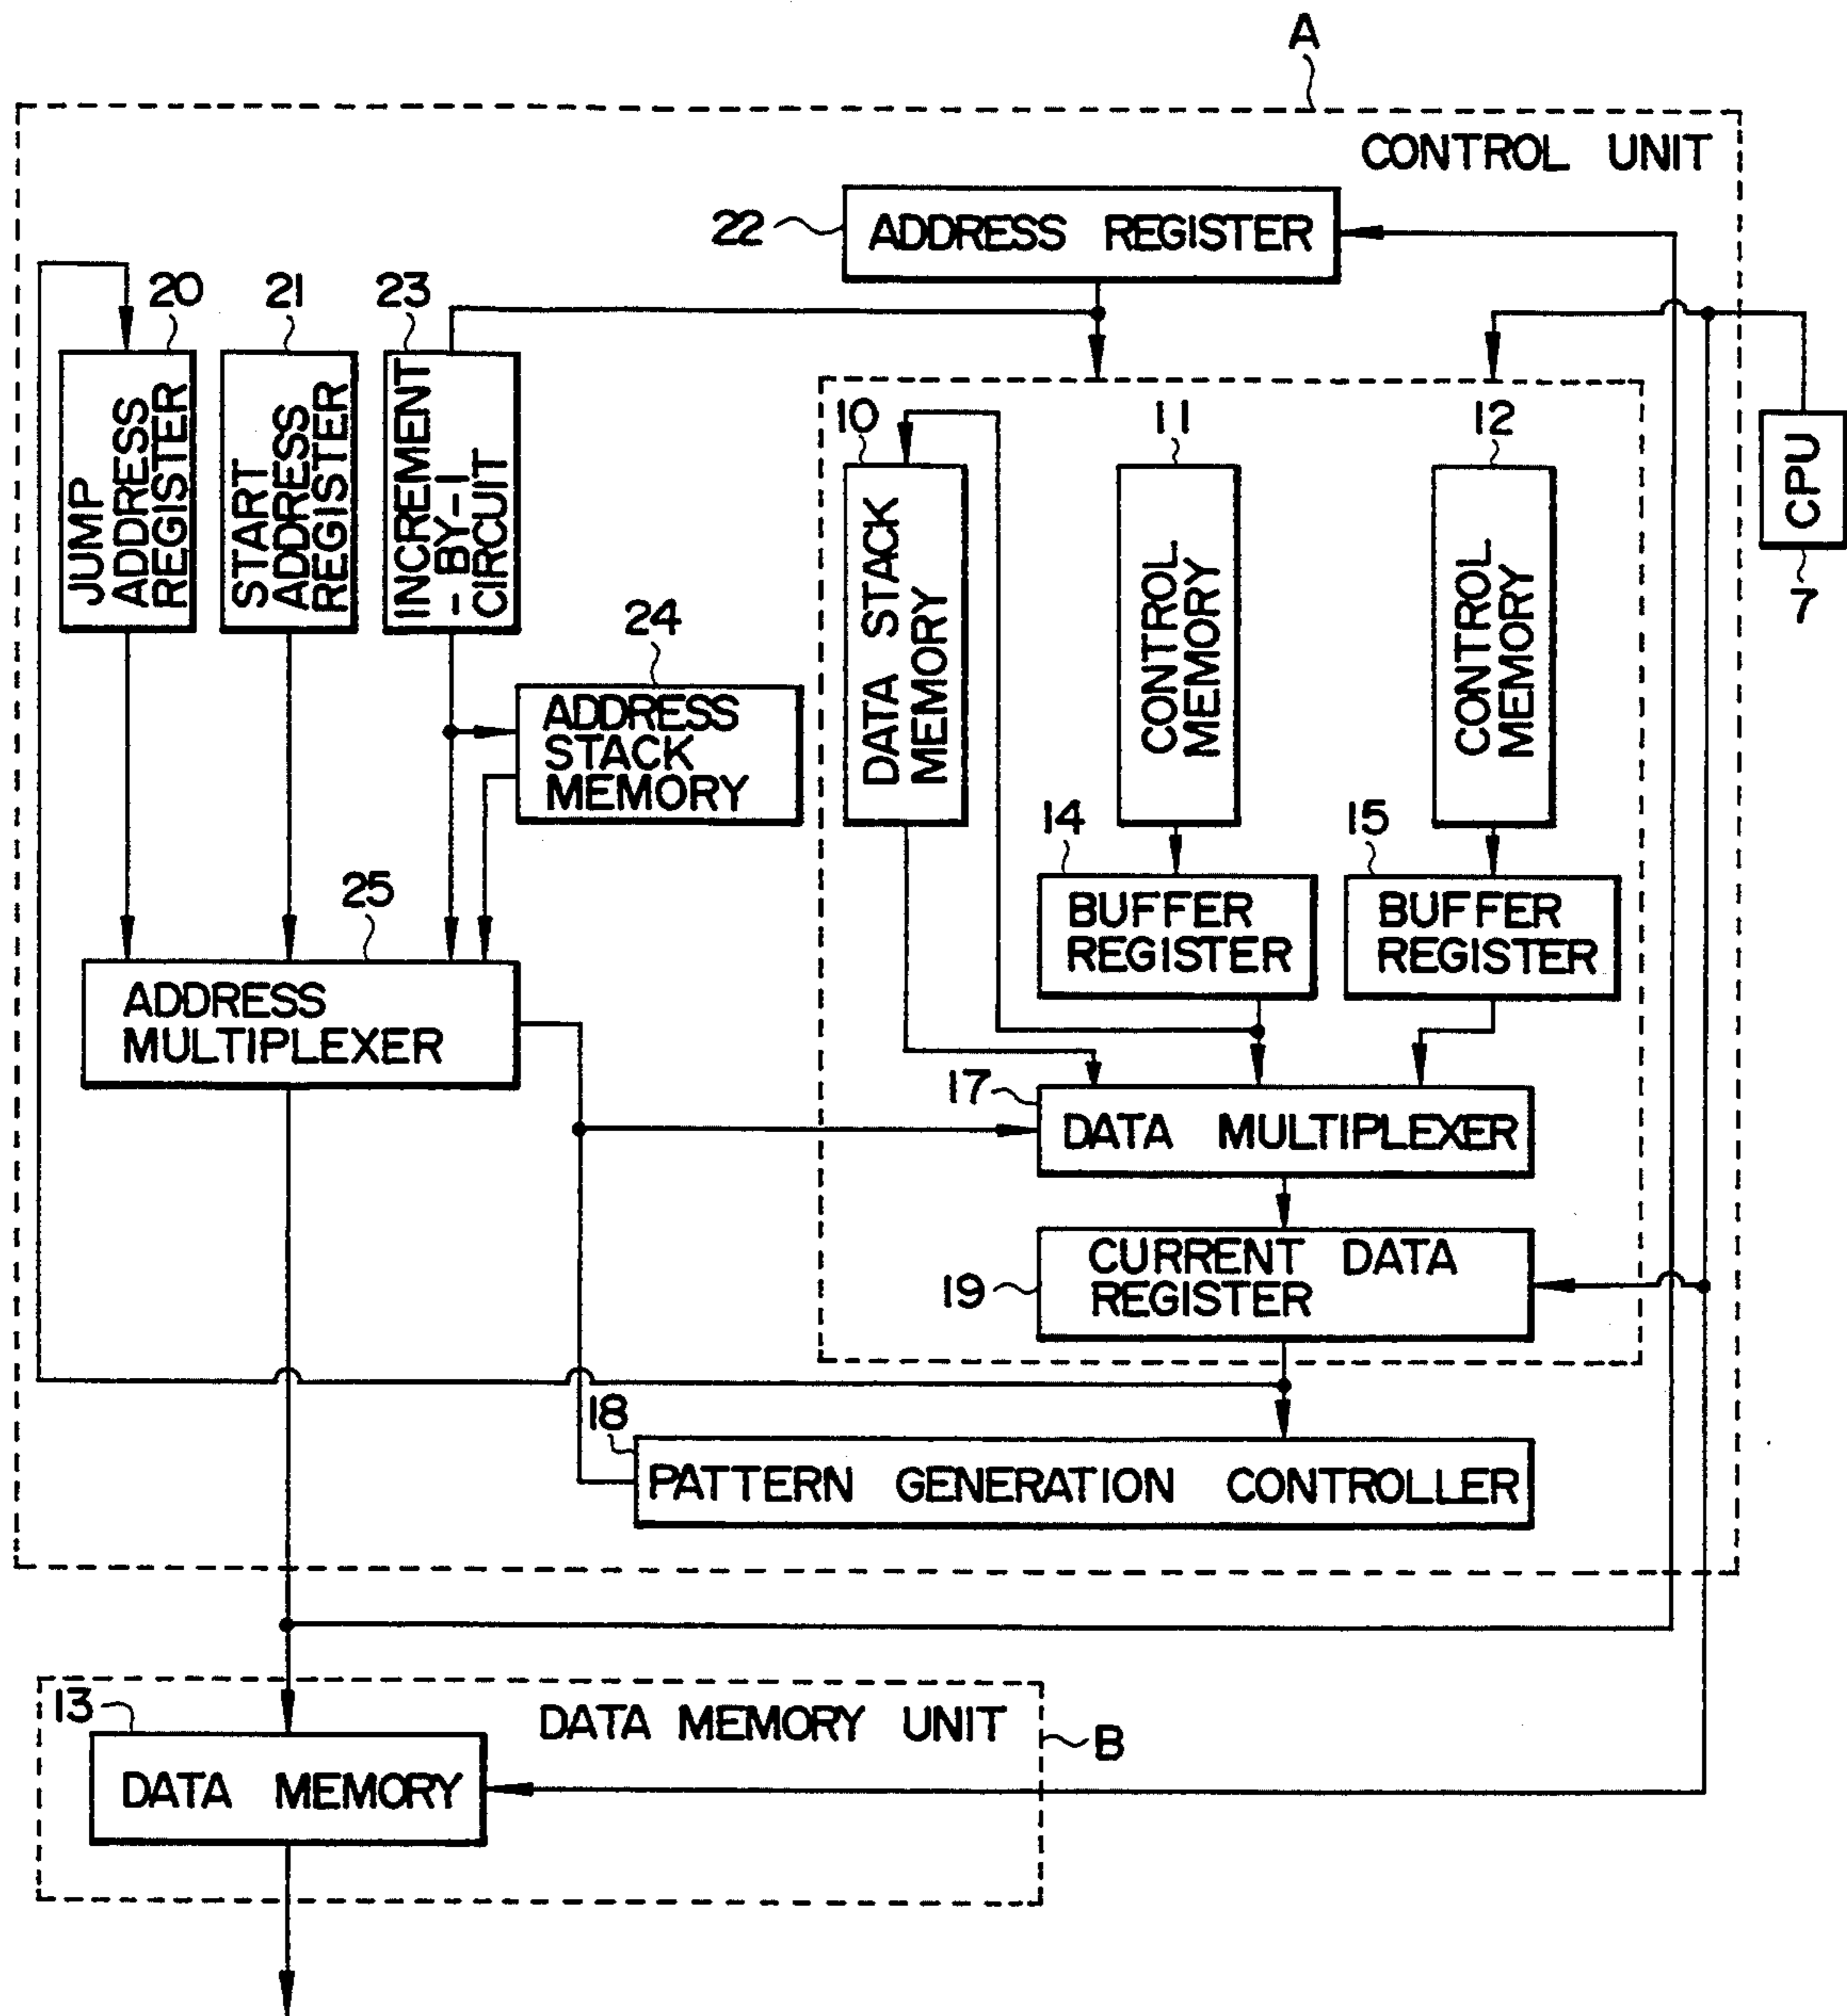 A
CONTROL UNIT
22
ADDRESS REGISTER
20
JUMP
ADDRESS
REGISTER
21
START
ADDRESS
REGISTER
23
INCREMENT
-BY-1
CIRCUIT
24
ADDRESS
STACK
MEMORY
25
ADDRESS
MULTIPLEXER
10
DATA STACK
MEMORY
11
CONTROL
MEMORY
12
CONTROL
MEMORY
CPU
7
14
BUFFER
REGISTER
15
BUFFER
REGISTER
17
DATA MULTIPLEXER
19
CURRENT DATA
REGISTER
18
PATTERN GENERATION CONTROLLER
13
DATA MEMORY UNIT
B
DATA MEMORY